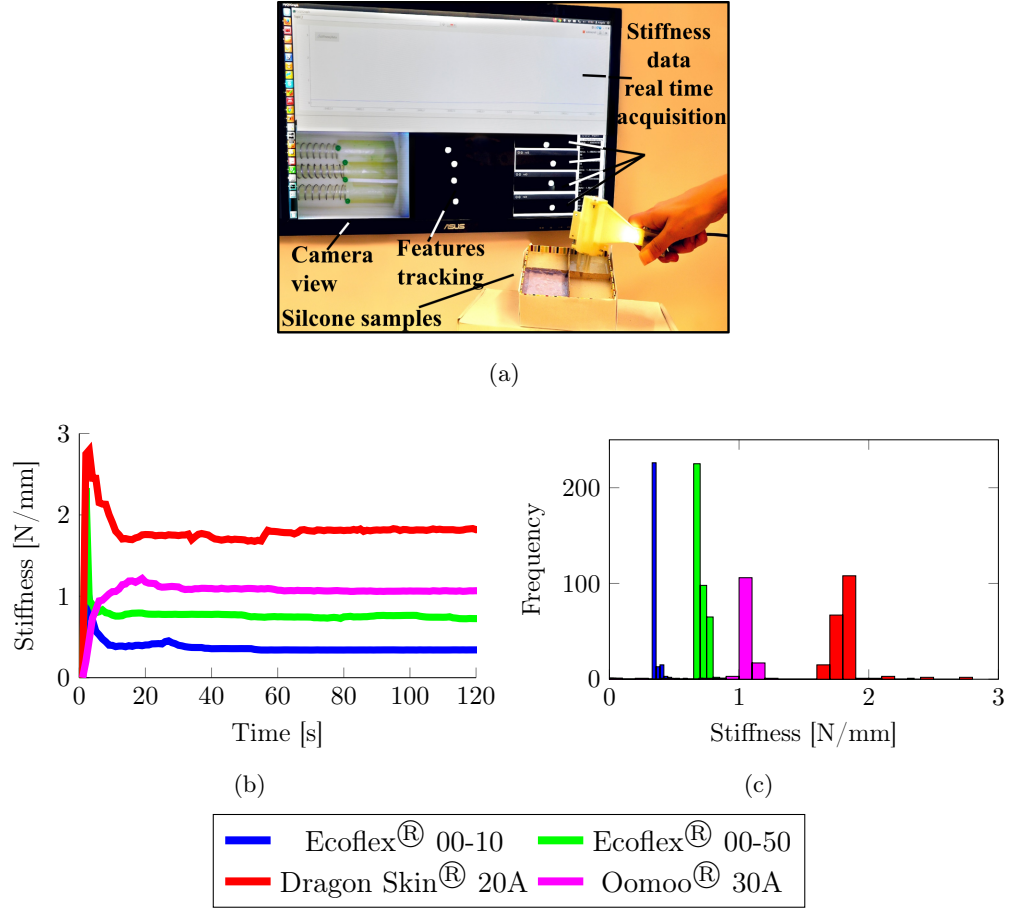 Stiffness
data
real time
acquisition
Camera
view
Features
tracking
Silcone samples
ASUS
(a)
Stiffness [N/mm]
3
2
1
0
0 20 40 60 80 100 120
Time [s]
(b)
Frequency
200
100
0
0 1 2 3
Stiffness [N/mm]
(c)
Ecoflex® 00-10 Ecoflex® 00-50
Dragon Skin® 20A Oomoo® 30A